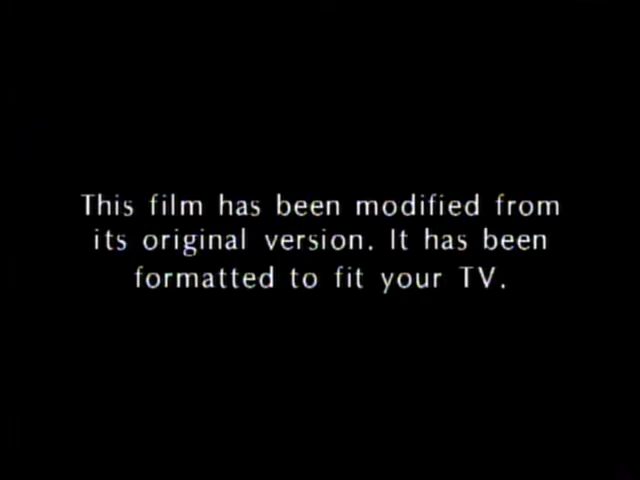 This film has been modified from
its original version. It has been
formatted to fit your TV.